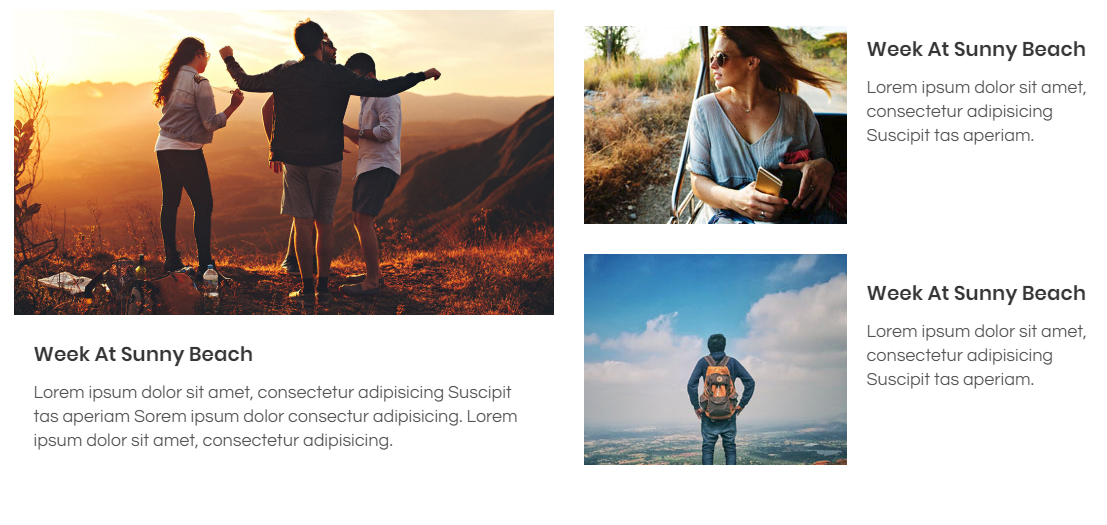 Week At Sunny Beach
Lorem ipsum dolor sit amet, consectetur adipisicing Suscipit
tas aperiam Sorem ipsum dolor consectur adipisicing. Lorem
ipsum dolor sit amet, consectetur adipisicing.
Week At Sunny Beach
Lorem ipsum dolor sit amet,
consectetur adipisicing
Suscipit tas aperiam.
Week At Sunny Beach
Lorem ipsum dolor sit amet,
consectetur adipisicing
Suscipit tas aperiam.